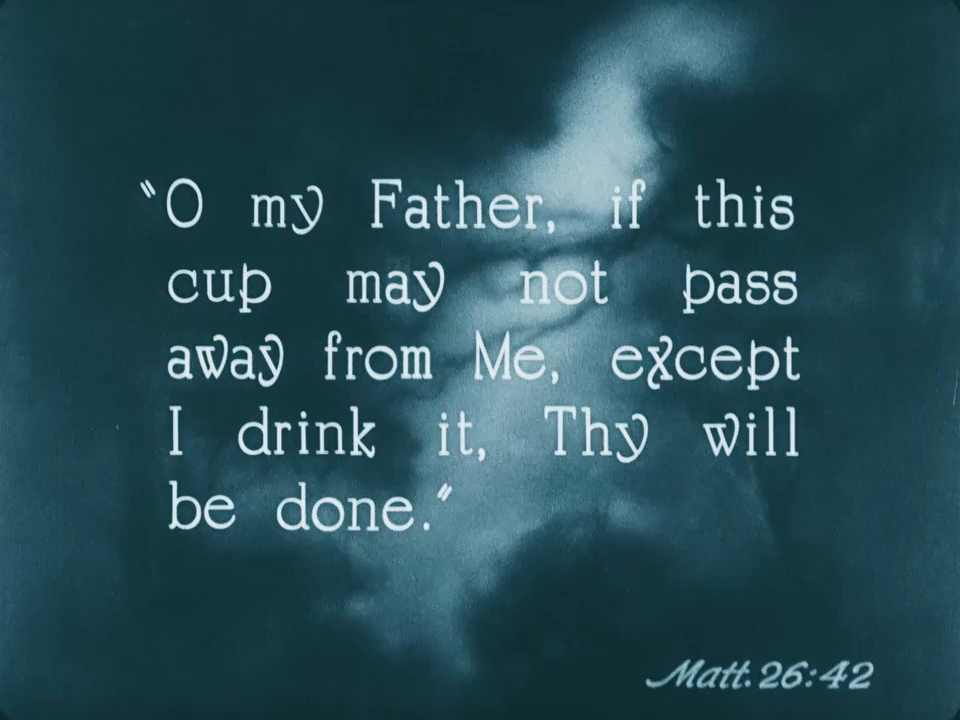 "O my Father, if this
cup may not pass
away from Me, except
I drink it, Thy will
be done."
Matt. 26:42